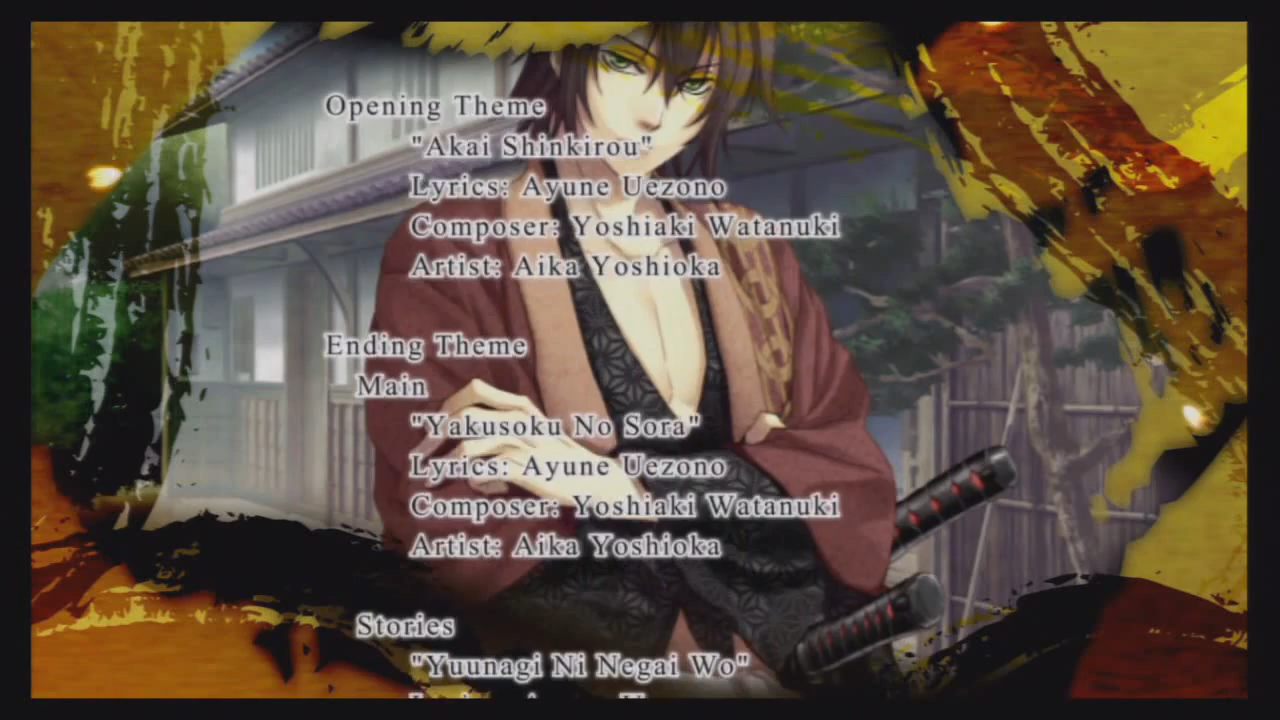 Opening Theme
"Akai Shinkirou"
Lyrics: Ayune Uezono
Composer: Yoshiaki Watanuki
Artist: Aika Yoshioka
Ending Theme
Main
"Yakusoku No Sora"
Lyrics: Ayune Uezono
Composer: Yoshiaki Watanuki
Artist: Aika Yoshioka
Stories
"Yuunagi Ni Negai Wo"